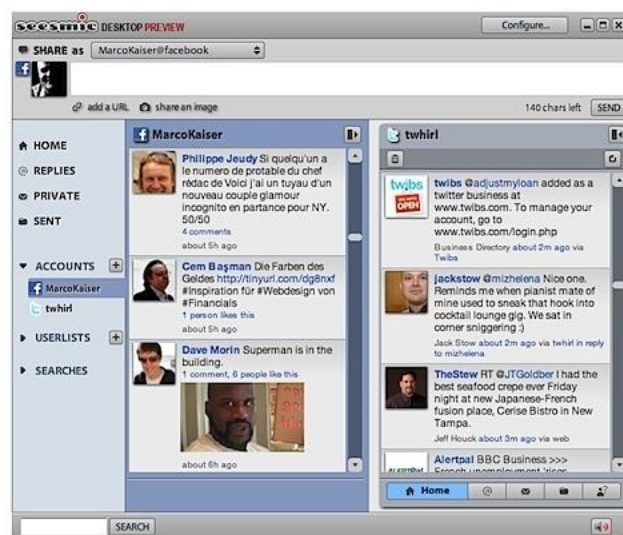 seesmic DESKTOP PREVIEW
Configure...
SHARE as MarcoKaiser@facebook
add a URL share an image
140 chars left SEND
HOME
REPLIES
PRIVATE
SENT
ACCOUNTS
MarcoKaiser
twhirl
USERLISTS
SEARCHES
MarcoKaiser
Philippe Jeudy Si quelqu'un a
le numero de protable du chef
rédac de Voici j'ai un tuyau d'un
nouveau couple glamour
incognito en partance pour NY.
50/50
4 comments
about 5h ago
Cem Başman Die Farben des
Geldes http://tinyurl.com/dg8nxf
#Inspiration für #Webdesign von
#Financials
1 person likes this
about 5h ago
Dave Morin Superman is in the
building.
1 comment, 6 people like this
about 6h ago
twhirl
twibs
OPEN
twibs @adjustmyloan added as a
twitter business at
www.twibs.com. To manage your
account, go to
www.twibs.com/login.php
Business Directory about 2m ago via
Twibs
jackstow @mizhelena Nice one.
Reminds me when pianist mate of
mine used to sneak that hook into
cocktail lounge gig. We sat in
corner sniggering :)
Jack Stow about 2m ago via twhirl in reply
to mizhelena
TheStew RT @JTGoldber I had the
best seafood crepe ever Friday
night at new Japanese-French
fusion place, Cerise Bistro in New
Tampa.
Jeff Houck about 3m ago via web
Alertpal BBC Business >>>
French unemployment 'rises
Home
SEARCH